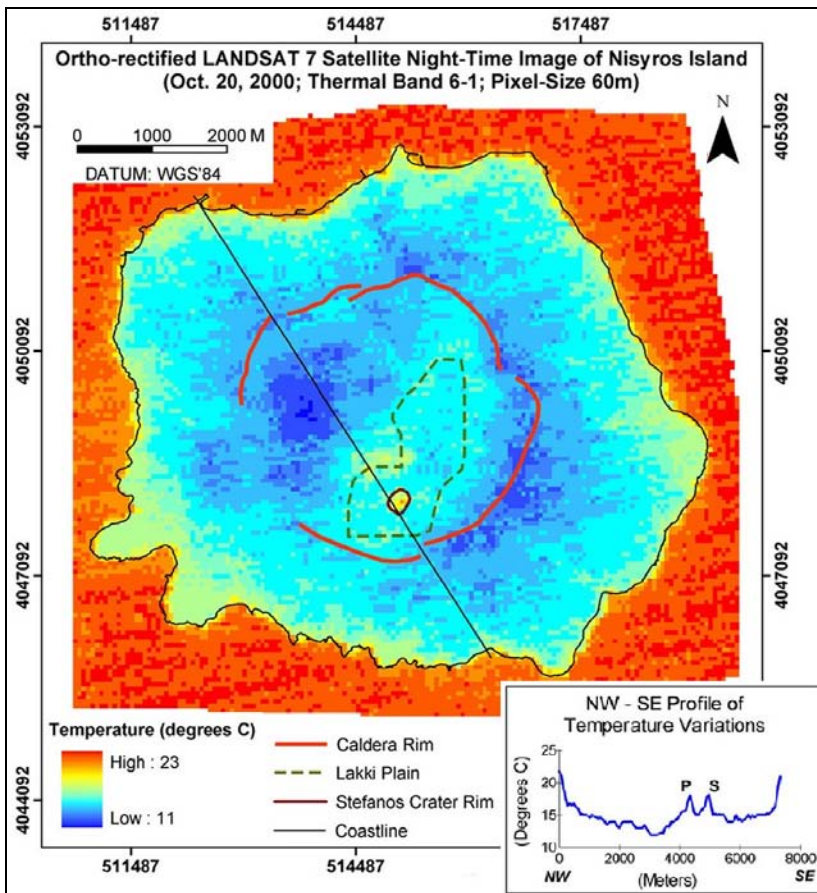 511487
514487
517487
Ortho-rectified LANDSAT 7 Satellite Night-Time Image of Nisyros Island
(Oct. 20, 2000; Thermal Band 6-1; Pixel-Size 60m)
4053092
4053092
N
0 1000 2000 M
DATUM: WGS'84
4050092
4050092
4047092
4047092
Temperature (degrees C)
High : 23
Low : 11
Caldera Rim
Lakki Plain
Stefanos Crater Rim
Coastline
4044092
4044092
NW - SE Profile of
Temperature Variations
(Degrees C)
25
20
15
10
P S
0 2000 4000 6000 8000
NW (Meters) SE
511487
514487